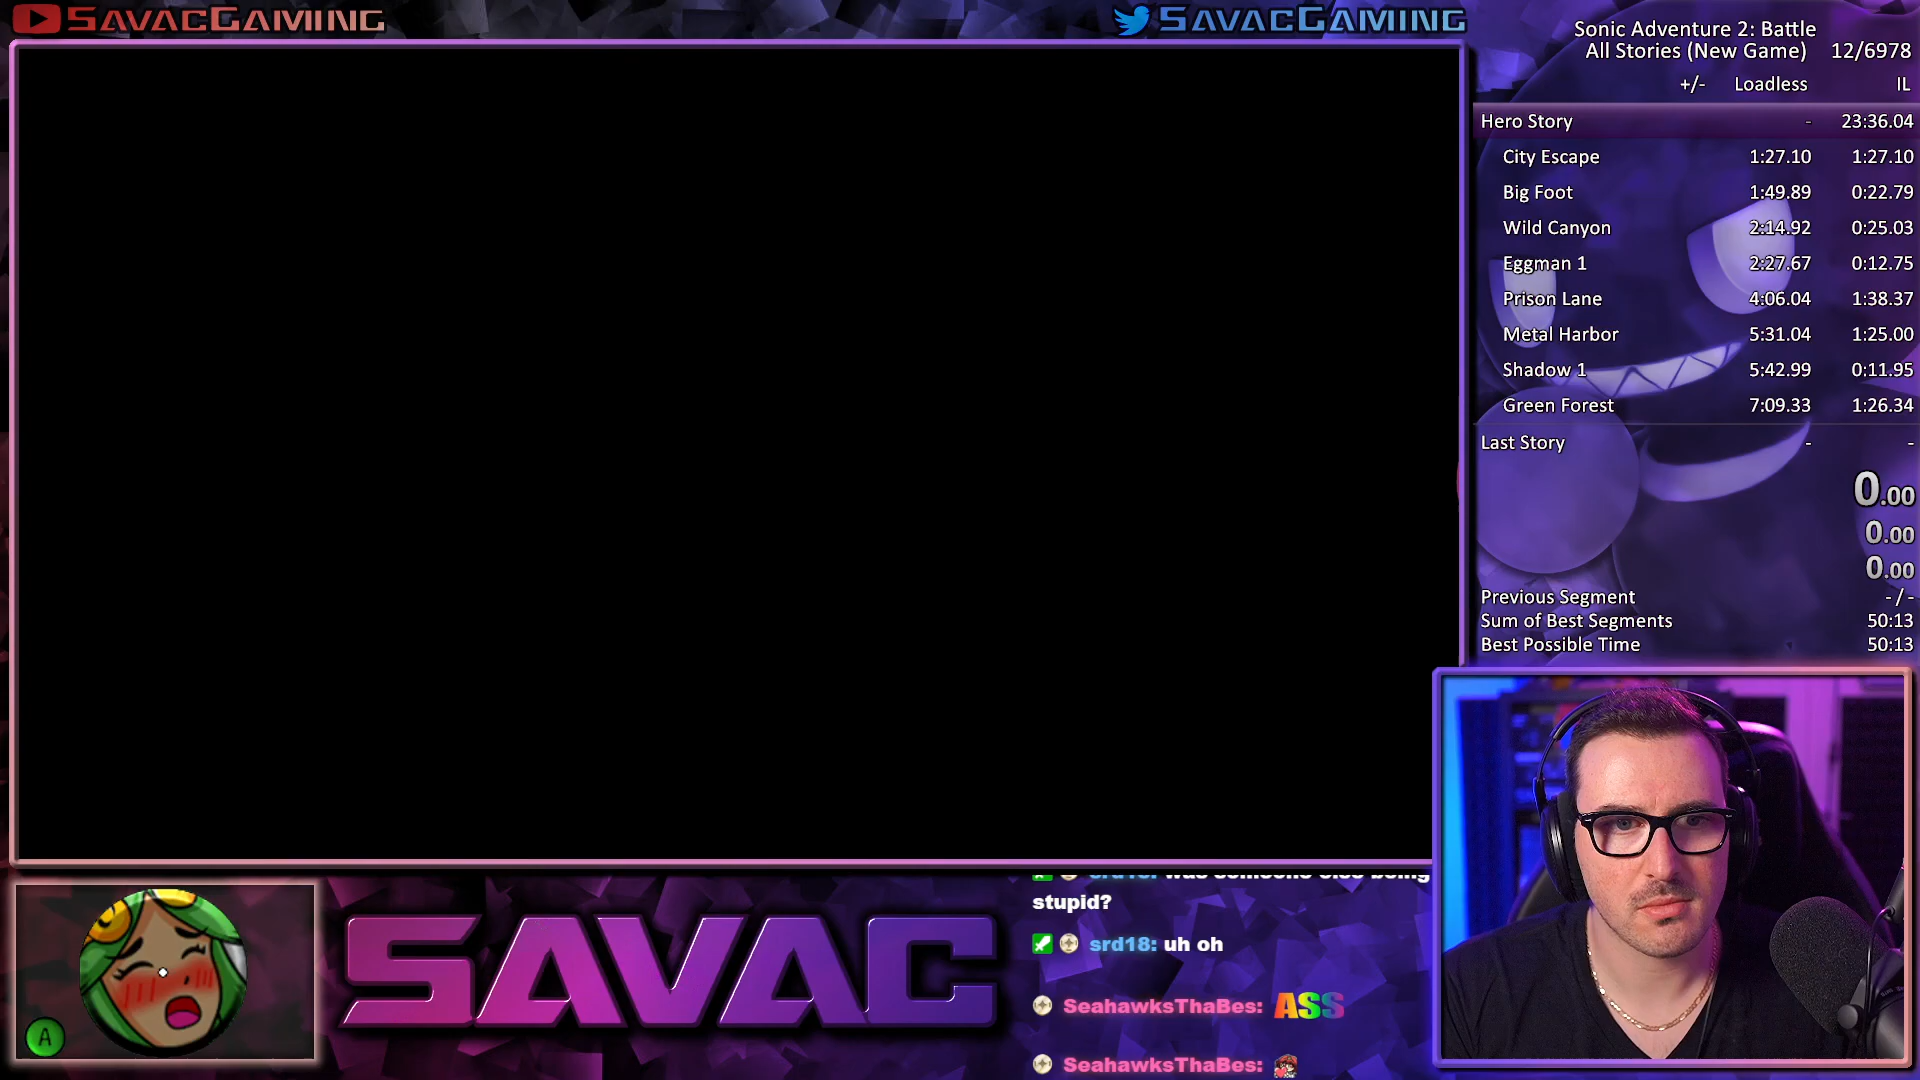 SAVACGAMING
SAVACGAMING
Sonic Adventure 2: Battle
All Stories (New Game) 12/6978
+/- Loadless IL
Hero Story - 23:36.04
City Escape 1:27.10 1:27.10
Big Foot 1:49.89 0:22.79
Wild Canyon 2:14.92 0:25.03
Eggman 1 2:27.67 0:12.75
Prison Lane 4:06.04 1:38.37
Metal Harbor 5:31.04 1:25.00
Shadow 1 5:42.99 0:11.95
Green Forest 7:09.33 1:26.34
Last Story - -
0.00
0.00
0.00
Previous Segment - / -
Sum of Best Segments 50:13
Best Possible Time 50:13
A
SAVAC
srd18: was someone else being
stupid?
srd18: uh oh
SeahawksThaBes: ASS
SeahawksThaBes: